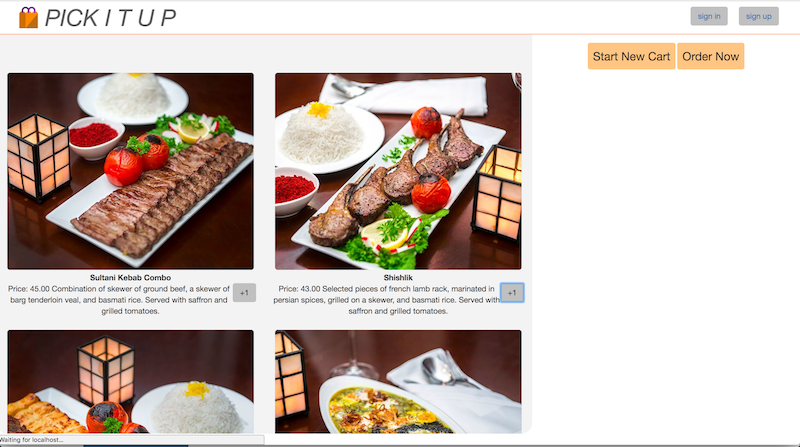 PICK I T U P
sign in
sign up
Start New Cart
Order Now
Sultani Kebab Combo
Price: 45.00 Combination of skewer of ground beef, a skewer of
barg tenderloin veal, and basmati rice. Served with saffron and
grilled tomatoes.
+1
Shishlik
Price: 43.00 Selected pieces of french lamb rack, marinated in
persian spices, grilled on a skewer, and basmati rice. Served with
saffron and grilled tomatoes.
+1
Waiting for localhost...